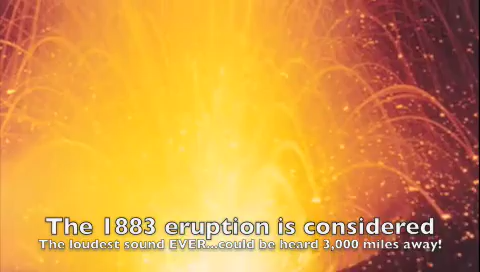 The 1883 eruption is considered
The loudest sound EVER...could be heard 3,000 miles away!